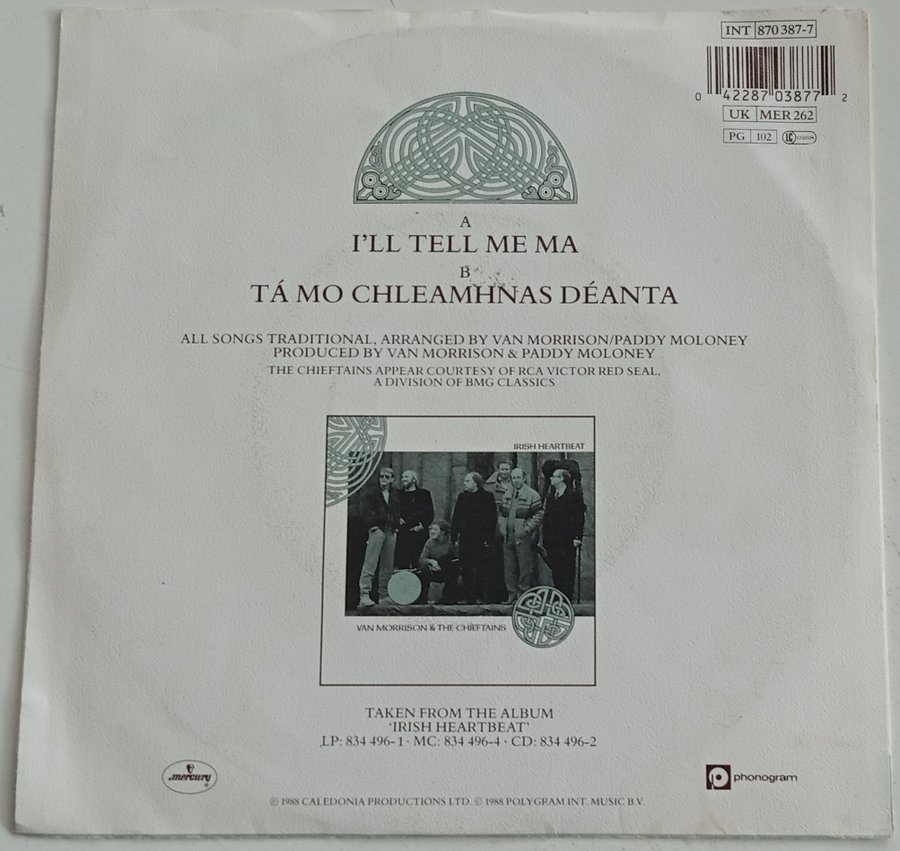 INT 870 387-7
0 42287 03877 2
UK MER 262
PG 102 LC 0268
A
I'LL TELL ME MA
B
TÁ MO CHLEAMHNAS DÉANTA
ALL SONGS TRADITIONAL, ARRANGED BY VAN MORRISON/PADDY MOLONEY
PRODUCED BY VAN MORRISON & PADDY MOLONEY
THE CHIEFTAINS APPEAR COURTESY OF RCA VICTOR RED SEAL,
A DIVISION OF BMG CLASSICS
IRISH HEARTBEAT
VAN MORRISON & THE CHIEFTAINS
TAKEN FROM THE ALBUM
'IRISH HEARTBEAT'
LP: 834 496-1 · MC: 834 496-4 · CD: 834 496-2
mercury
phonogram
℗ 1988 CALEDONIA PRODUCTIONS LTD. © 1988 POLYGRAM INT. MUSIC B.V.